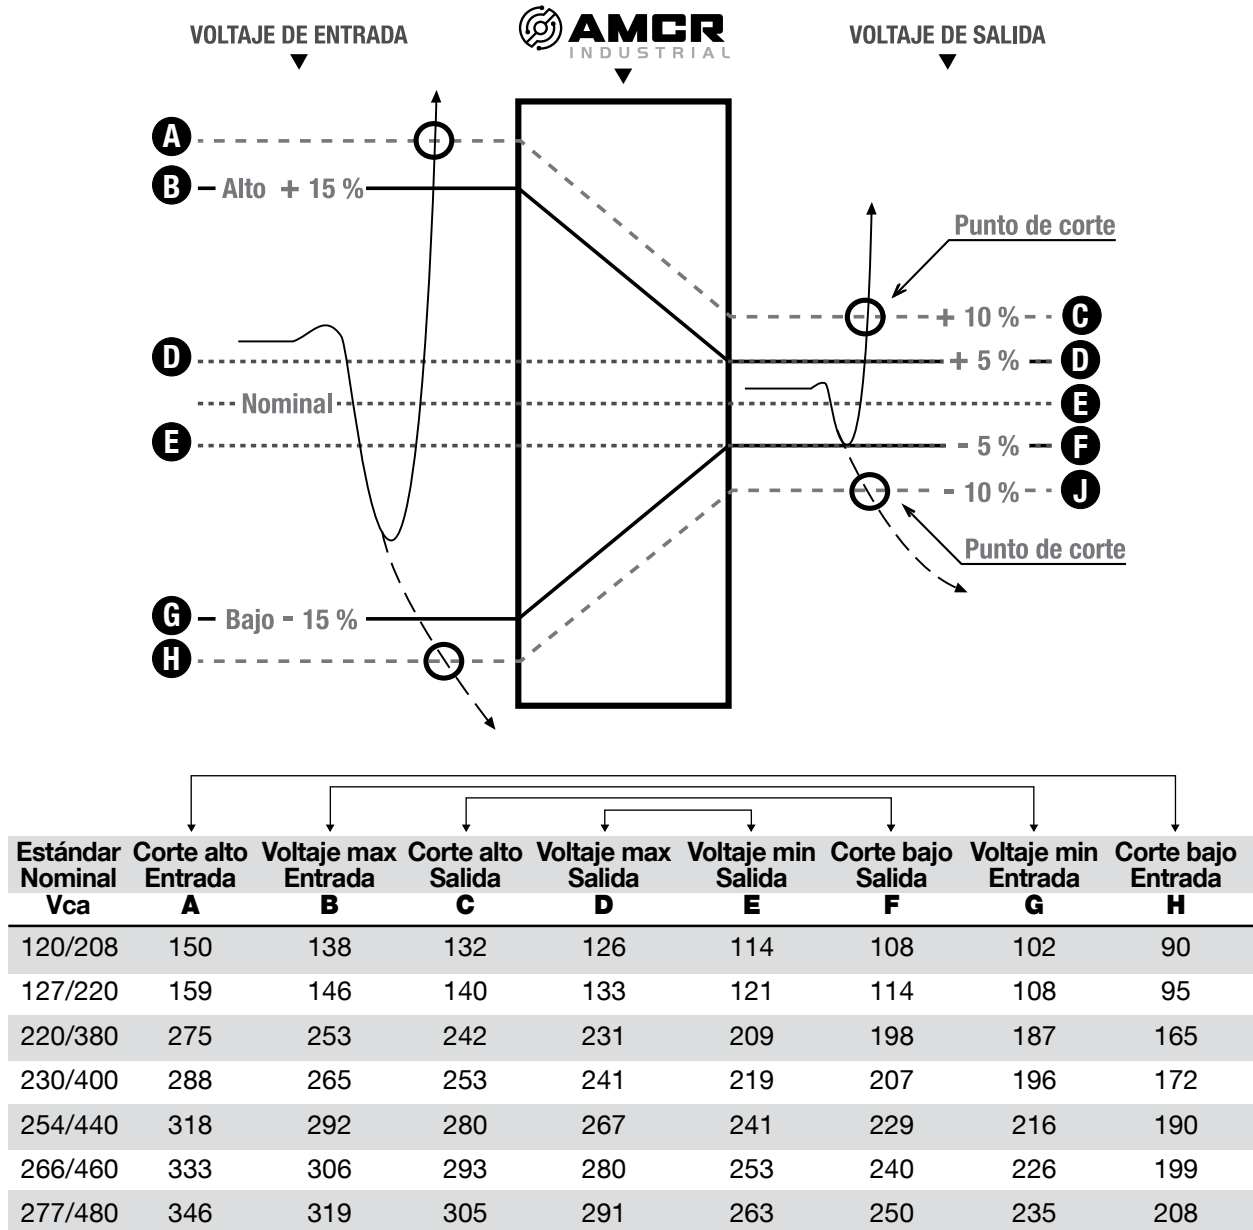 VOLTAJE DE ENTRADA
AMCR
INDUSTRIAL
VOLTAJE DE SALIDA
A
B Alto + 15 %
Punto de corte
+ 10 % C
D + 5 % D
Nominal E
E - 5 % F
- 10 % J
Punto de corte
G Bajo - 15 %
H
Estándar Corte alto Voltaje max Corte alto Voltaje max Voltaje min Corte bajo Voltaje min Corte bajo
Nominal Entrada Entrada Salida Salida Salida Salida Entrada Entrada
Vca A B C D E F G H
120/208 150 138 132 126 114 108 102 90
127/220 159 146 140 133 121 114 108 95
220/380 275 253 242 231 209 198 187 165
230/400 288 265 253 241 219 207 196 172
254/440 318 292 280 267 241 229 216 190
266/460 333 306 293 280 253 240 226 199
277/480 346 319 305 291 263 250 235 208